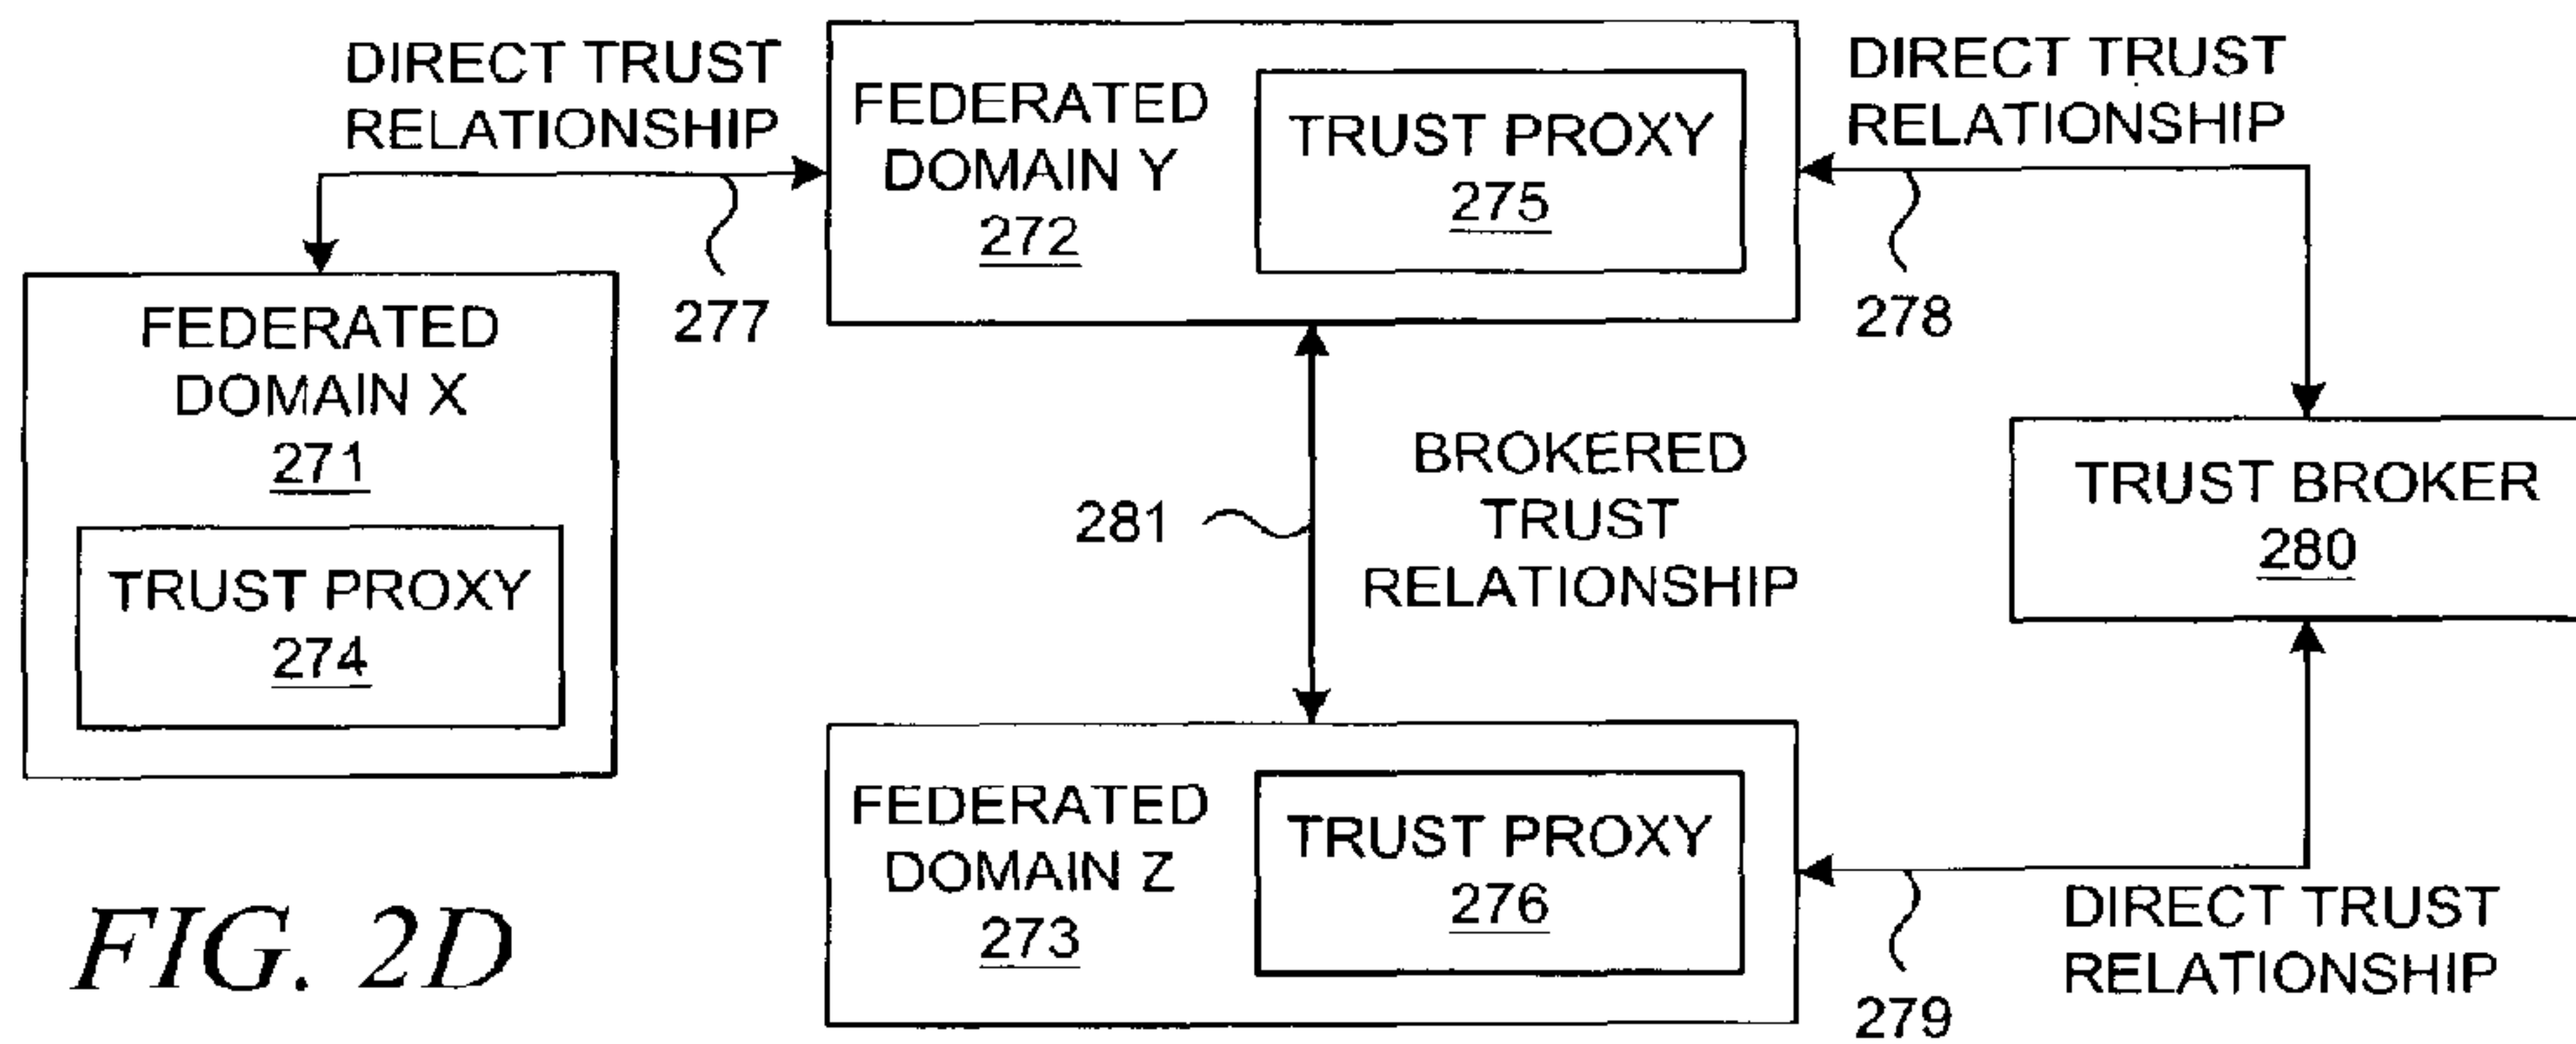 DIRECT TRUST
RELATIONSHIP
277
FEDERATED
DOMAIN X
271
TRUST PROXY
274
FEDERATED
DOMAIN Y
272
TRUST PROXY
275
DIRECT TRUST
RELATIONSHIP
278
281
BROKERED
TRUST
RELATIONSHIP
TRUST BROKER
280
FEDERATED
DOMAIN Z
273
TRUST PROXY
276
279
DIRECT TRUST
RELATIONSHIP
FIG. 2D